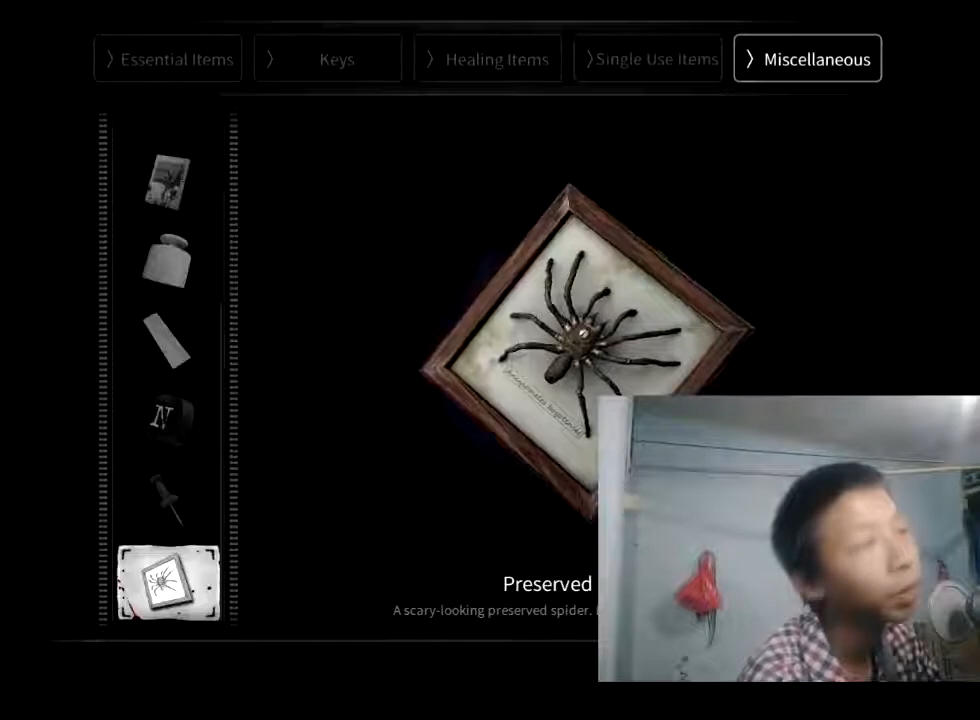 Essential Items
Keys
Healing Items
Single Use Items
Miscellaneous
N
Preserved
A scary-looking preserved spider.